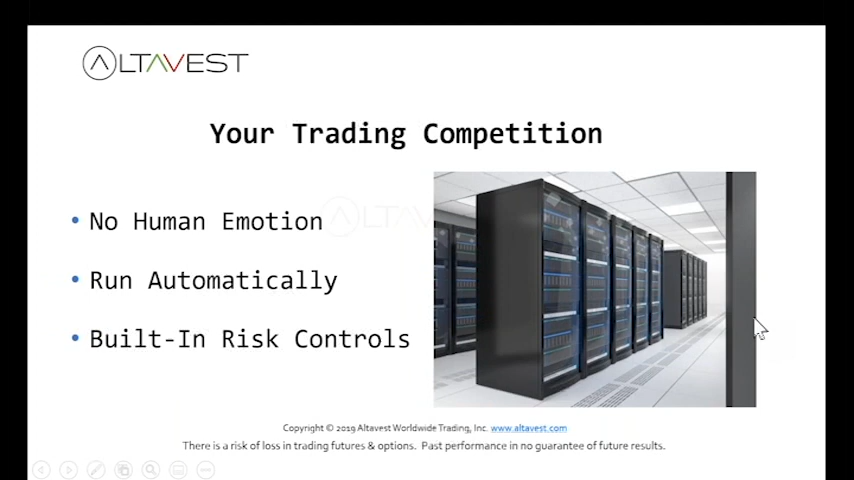 ALTAVEST
Your Trading Competition
• No Human Emotion
• Run Automatically
• Built-In Risk Controls
ALTAV
Copyright © 2019 Altavest Worldwide Trading, Inc. www.altavest.com
There is a risk of loss in trading futures & options. Past performance in no guarantee of future results.